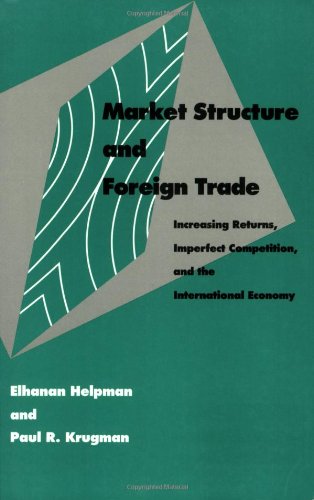 Market Structure
and
Foreign Trade
Increasing Returns,
Imperfect Competition,
and the
International Economy
Elhanan Helpman
and
Paul R. Krugman